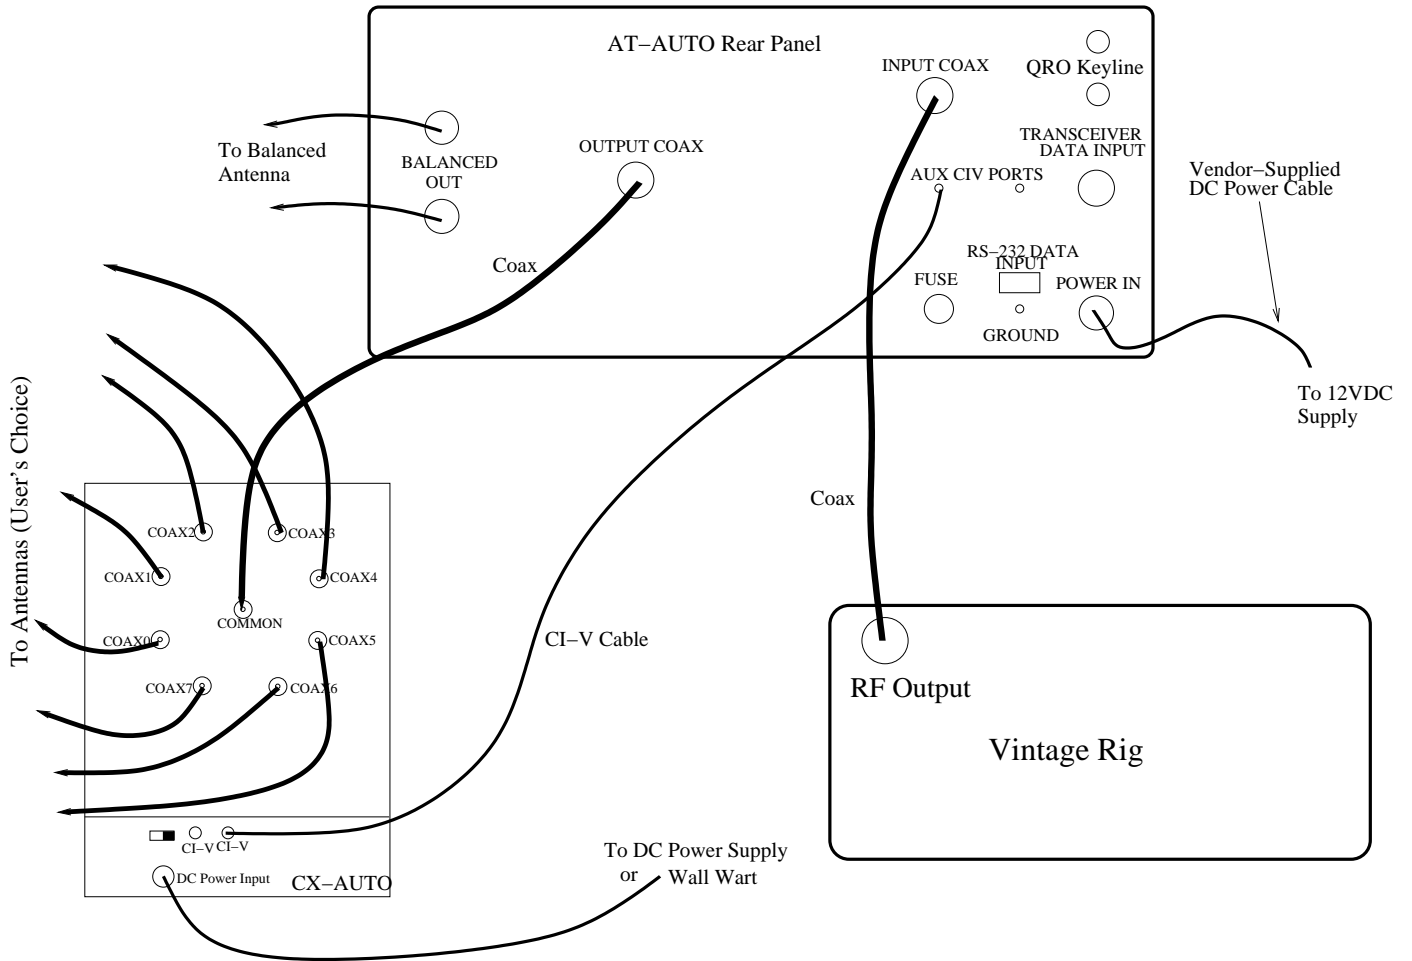 AT−AUTO Rear Panel
INPUT COAX
QRO Keyline
TRANSCEIVER
DATA INPUT
To Balanced
Antenna
BALANCED
OUT
OUTPUT COAX
AUX CIV PORTS
Vendor−Supplied
DC Power Cable
Coax
RS−232 DATA
INPUT
FUSE
POWER IN
GROUND
To 12VDC
Supply
To Antennas (User's Choice)
Coax
COAX2
COAX3
COAX1
COAX4
COMMON
COAX0
COAX5
COAX7
COAX6
CI−V Cable
RF Output
Vintage Rig
CI−V
CI−V
DC Power Input
CX−AUTO
To DC Power Supply
or Wall Wart